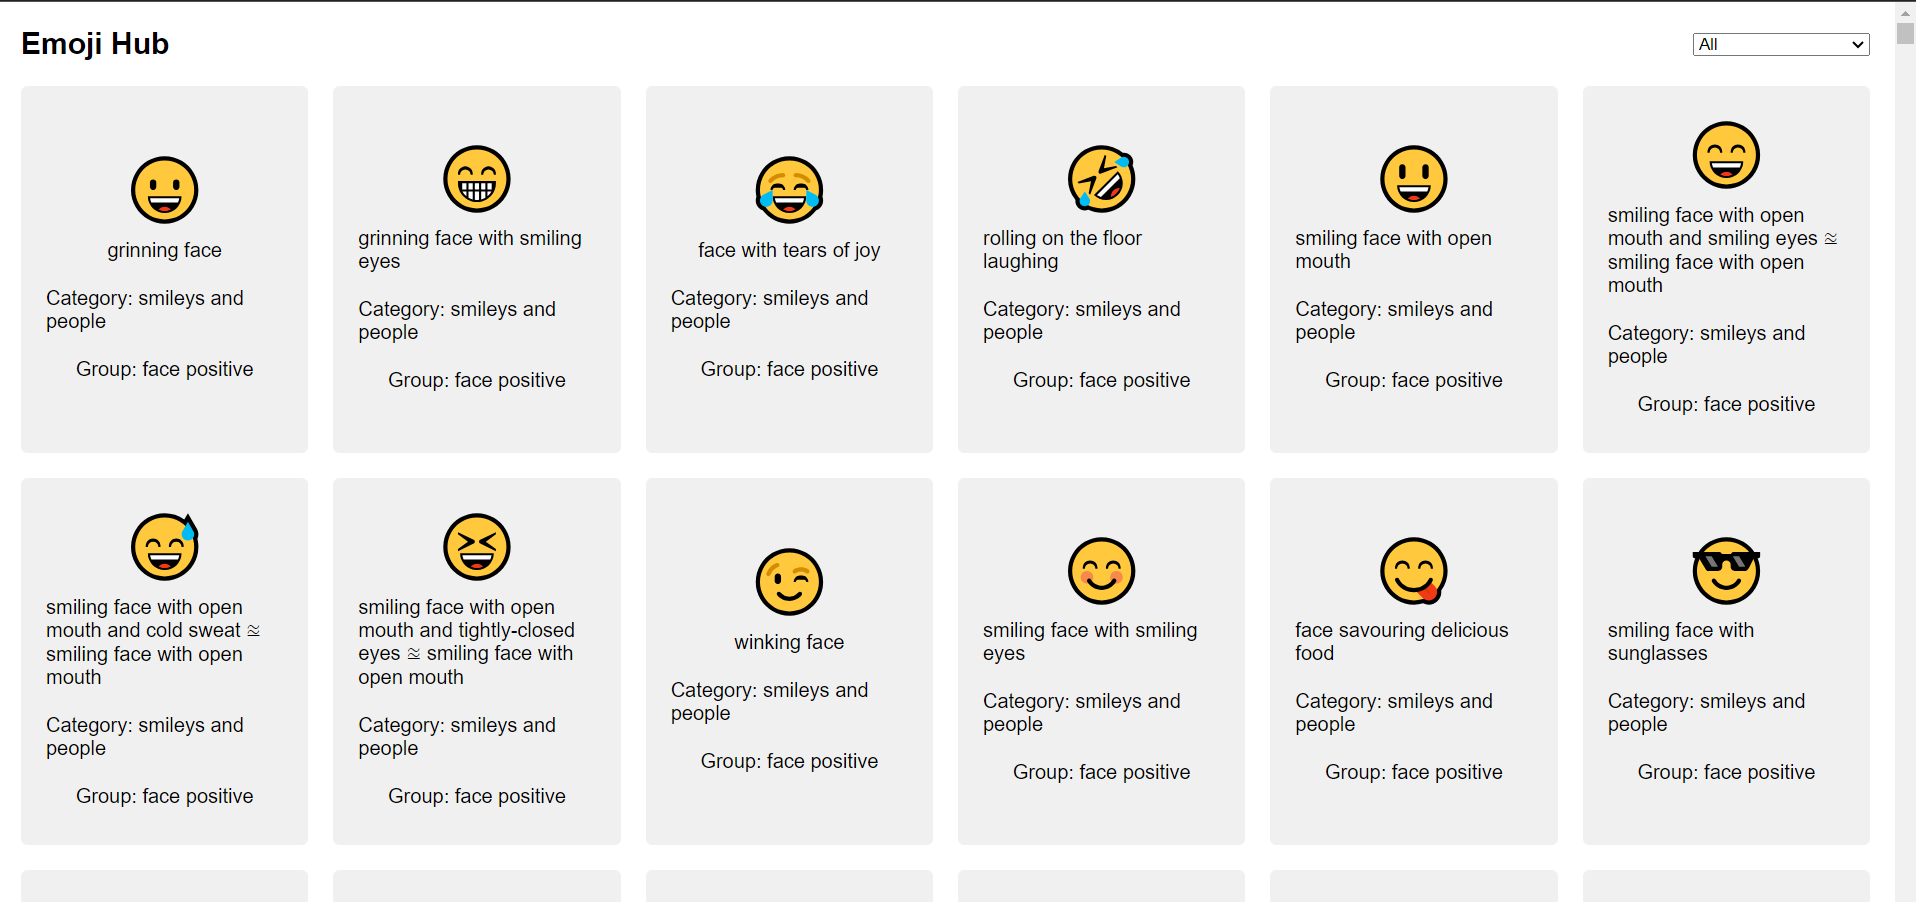 Emoji Hub
All
grinning face
Category: smileys and
people
Group: face positive
grinning face with smiling
eyes
Category: smileys and
people
Group: face positive
face with tears of joy
Category: smileys and
people
Group: face positive
rolling on the floor
laughing
Category: smileys and
people
Group: face positive
smiling face with open
mouth
Category: smileys and
people
Group: face positive
smiling face with open
mouth and smiling eyes ≊
smiling face with open
mouth
Category: smileys and
people
Group: face positive
smiling face with open
mouth and cold sweat ≊
smiling face with open
mouth
Category: smileys and
people
Group: face positive
smiling face with open
mouth and tightly-closed
eyes ≊ smiling face with
open mouth
Category: smileys and
people
Group: face positive
winking face
Category: smileys and
people
Group: face positive
smiling face with smiling
eyes
Category: smileys and
people
Group: face positive
face savouring delicious
food
Category: smileys and
people
Group: face positive
smiling face with
sunglasses
Category: smileys and
people
Group: face positive